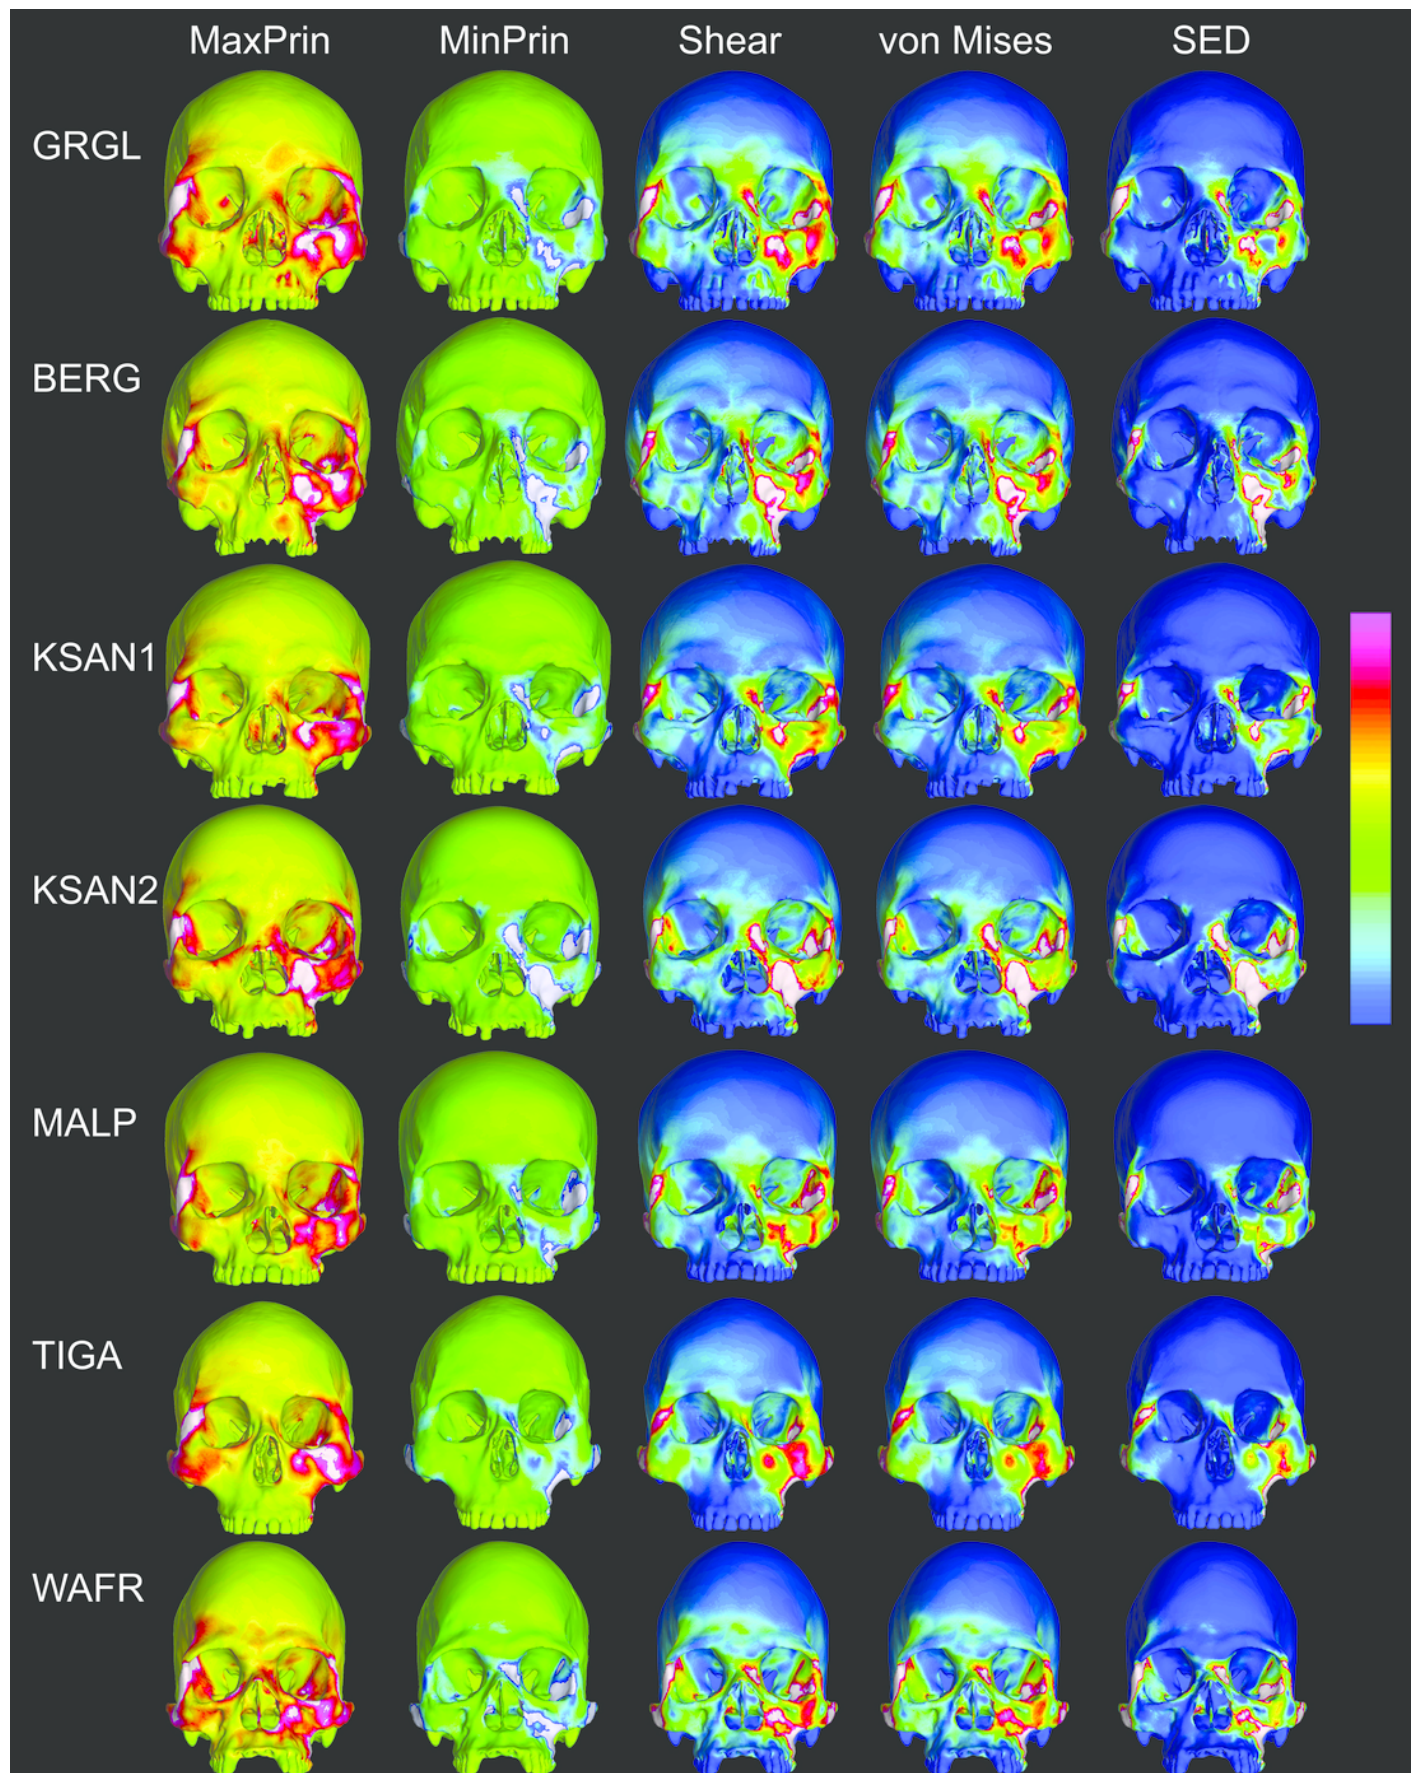 MaxPrin MinPrin Shear von Mises SED
GRGL
BERG
KSAN1
KSAN2
MALP
TIGA
WAFR